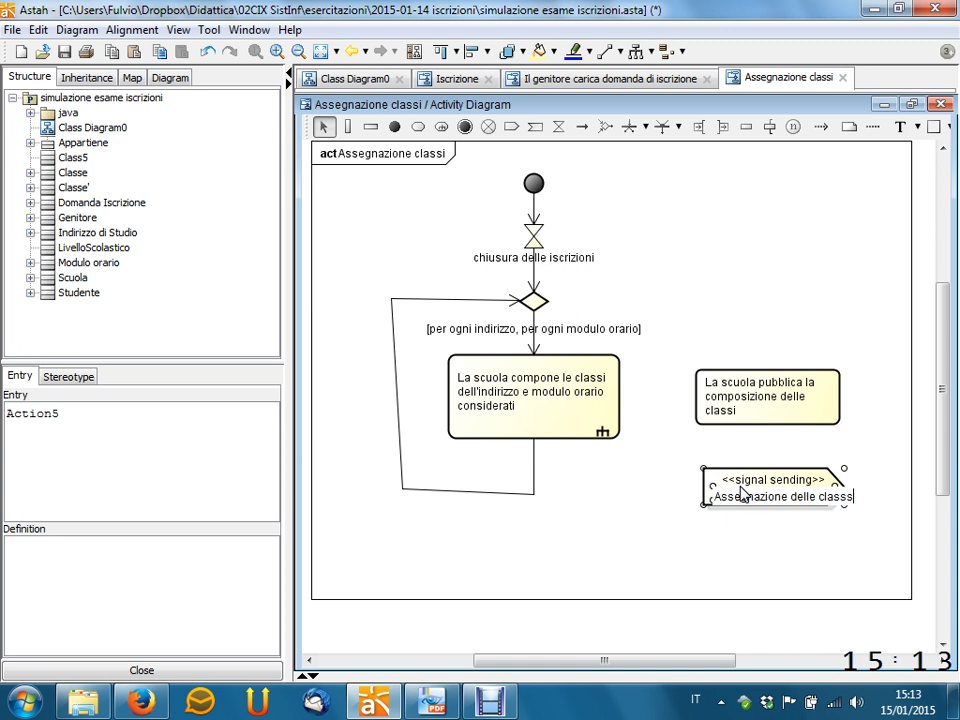 Astah - [C:\Users\Fulvio\Dropbox\Didattica\02CIX SistInf\esercitazioni\2015-01-14 iscrizioni\simulazione esame iscrizioni.asta] (*)
File Edit Diagram Alignment View Tool Window Help
3
Structure Inheritance Map Diagram
Class Diagram0 Iscrizione Il genitore carica domanda di iscrizione Assegnazione classi
simulazione esame iscrizioni
java
Class Diagram0
Appartiene
Class5
Classe
Classe'
Domanda Iscrizione
Genitore
Indirizzo di Studio
LivelloScolastico
Modulo orario
Scuola
Studente
Entry Stereotype
Entry
Action5
Definition
Close
Assegnazione classi / Activity Diagram
T
act Assegnazione classi
chiusura delle iscrizioni
[per ogni indirizzo, per ogni modulo orario]
La scuola compone le classi
dell'indirizzo e modulo orario
considerati
La scuola pubblica la
composizione delle
classi
<<signal sending>>
Assegnazione delle classs
15:13
IT
15:13
15/01/2015